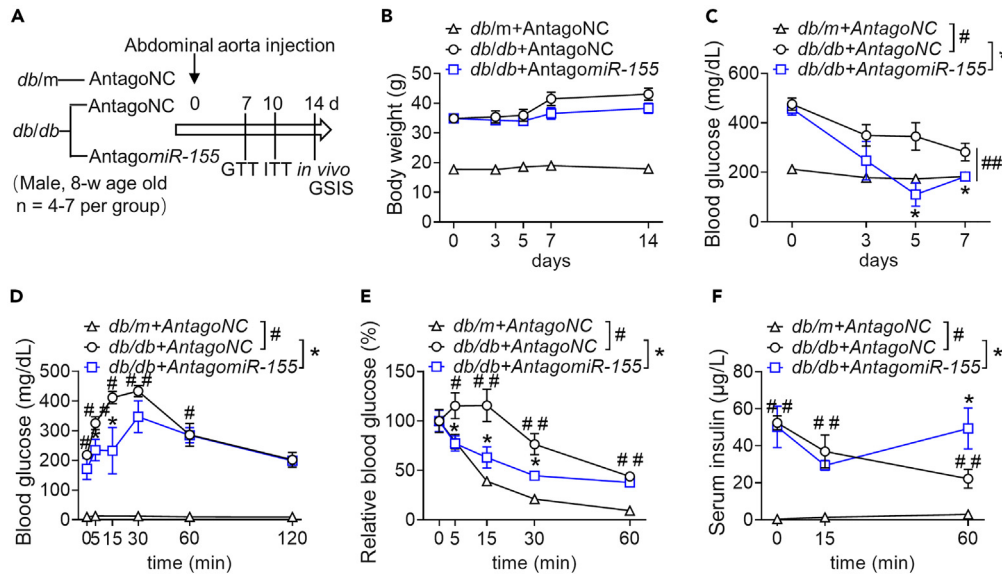 A
Abdominal aorta injection
db/m AntagoNC
db/db AntagoNC
AntagomiR-155
0 7 10 14 d
GTT ITT in vivo
GSIS
(Male, 8-w age old
n = 4-7 per group)
B
db/m+AntagoNC
db/db+AntagoNC
db/db+AntagomiR-155
Body weight (g)
50
40
30
20
10
0
0 3 5 7 14
days
C
db/m+AntagoNC
db/db+AntagoNC
db/db+AntagomiR-155
#
*
Blood glucose (mg/dL)
600
400
200
0
##
* *
0 3 5 7
days
D
db/m+AntagoNC
db/db+AntagoNC
db/db+AntagomiR-155
#
*
Blood glucose (mg/dL)
500
400
300
200
100
0
# ## # ## #
* *
05 15 30 60 120
time (min)
E
db/m+AntagoNC
db/db+AntagoNC
db/db+AntagomiR-155
#
*
Relative blood glucose (%)
150
100
50
0
# ## ## ##
* * *
0 5 15 30 60
time (min)
F
db/m+AntagoNC
db/db+AntagoNC
db/db+AntagomiR-155
#
*
Serum insulin (µg/L)
80
60
40
20
0
## ## * ##
0 15 60
time (min)